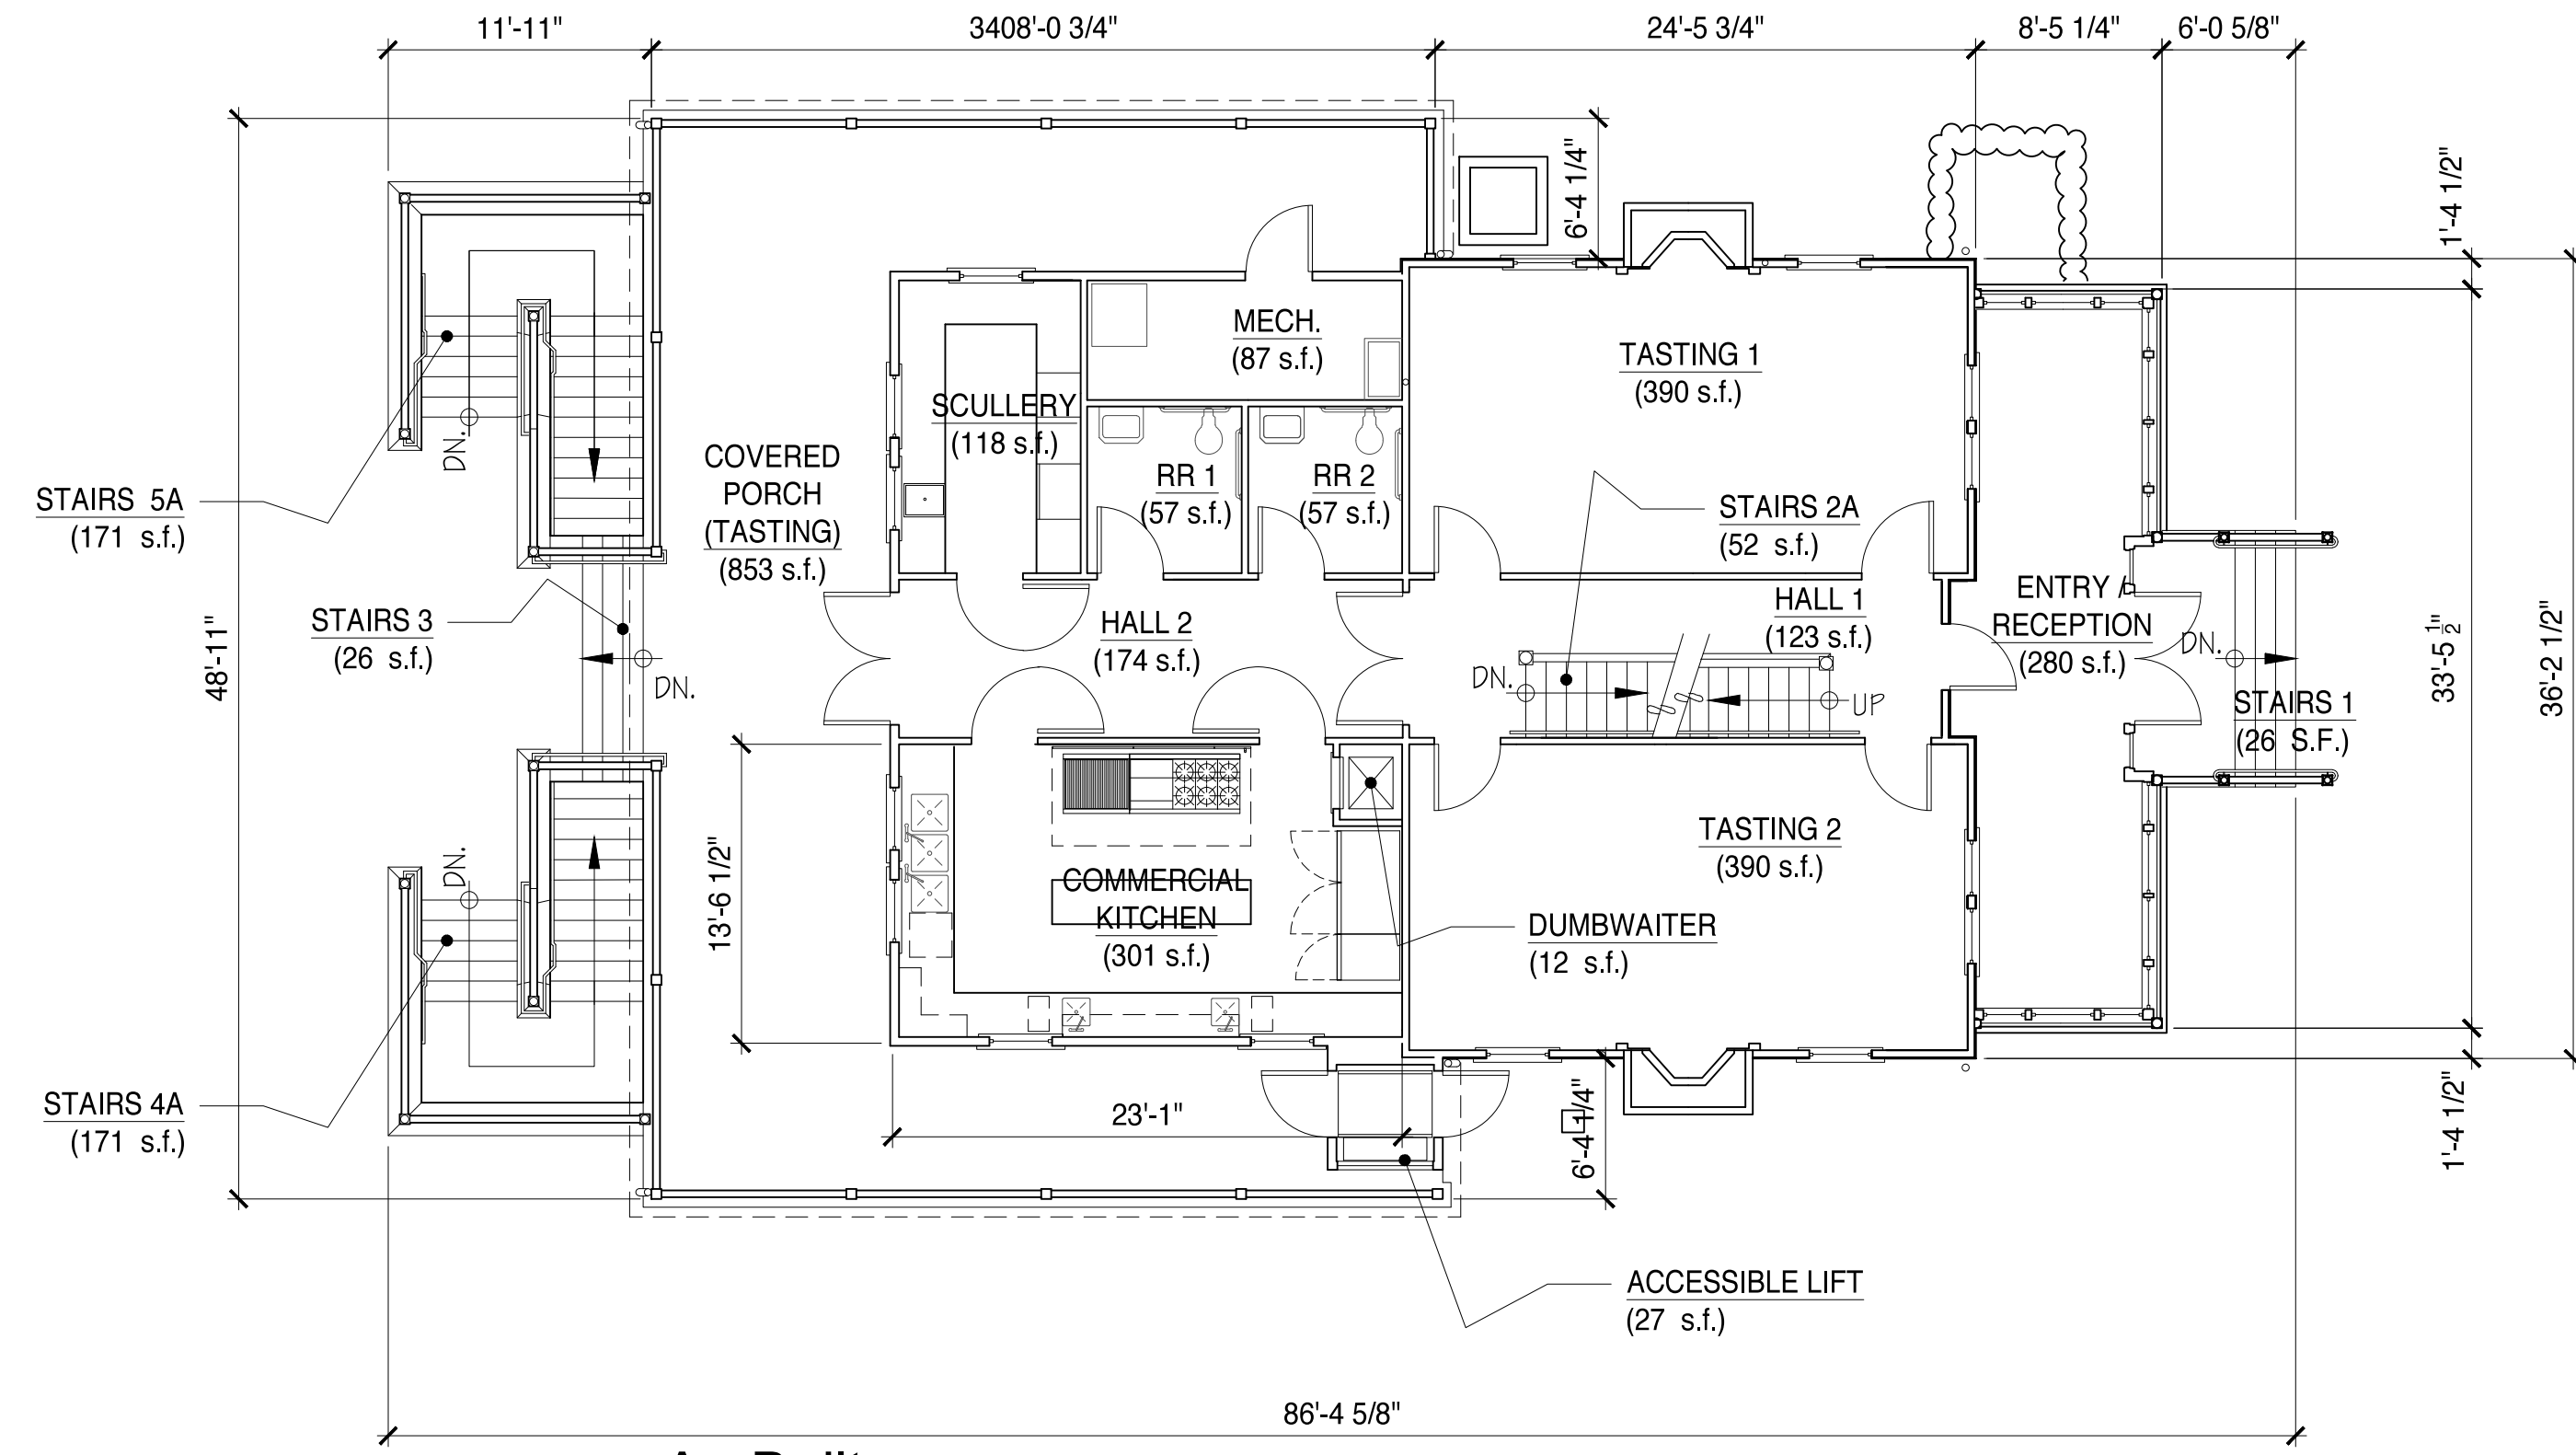 11'-11"
3408'-0 3/4"
24'-5 3/4"
8'-5 1/4"
6'-0 5/8"
6'-4 1/4"
1'-4 1/2"
MECH.
(87 s.f.)
TASTING 1
(390 s.f.)
SCULLERY
(118 s.f.)
COVERED
PORCH
(TASTING)
(853 s.f.)
DN.
RR 1
(57 s.f.)
RR 2
(57 s.f.)
STAIRS 5A
(171 s.f.)
STAIRS 2A
(52 s.f.)
STAIRS 3
(26 s.f.)
HALL 2
(174 s.f.)
HALL 1
(123 s.f.)
ENTRY /
RECEPTION
(280 s.f.)
DN.
48'-11"
33'-5 1/2"
36'-2 1/2"
DN.
DN.
UP
STAIRS 1
(26 S.F.)
TASTING 2
(390 s.f.)
DN.
13'-6 1/2"
COMMERCIAL
KITCHEN
(301 s.f.)
DUMBWAITER
(12 s.f.)
STAIRS 4A
(171 s.f.)
23'-1"
6'-4 1/4"
1'-4 1/2"
ACCESSIBLE LIFT
(27 s.f.)
86'-4 5/8"